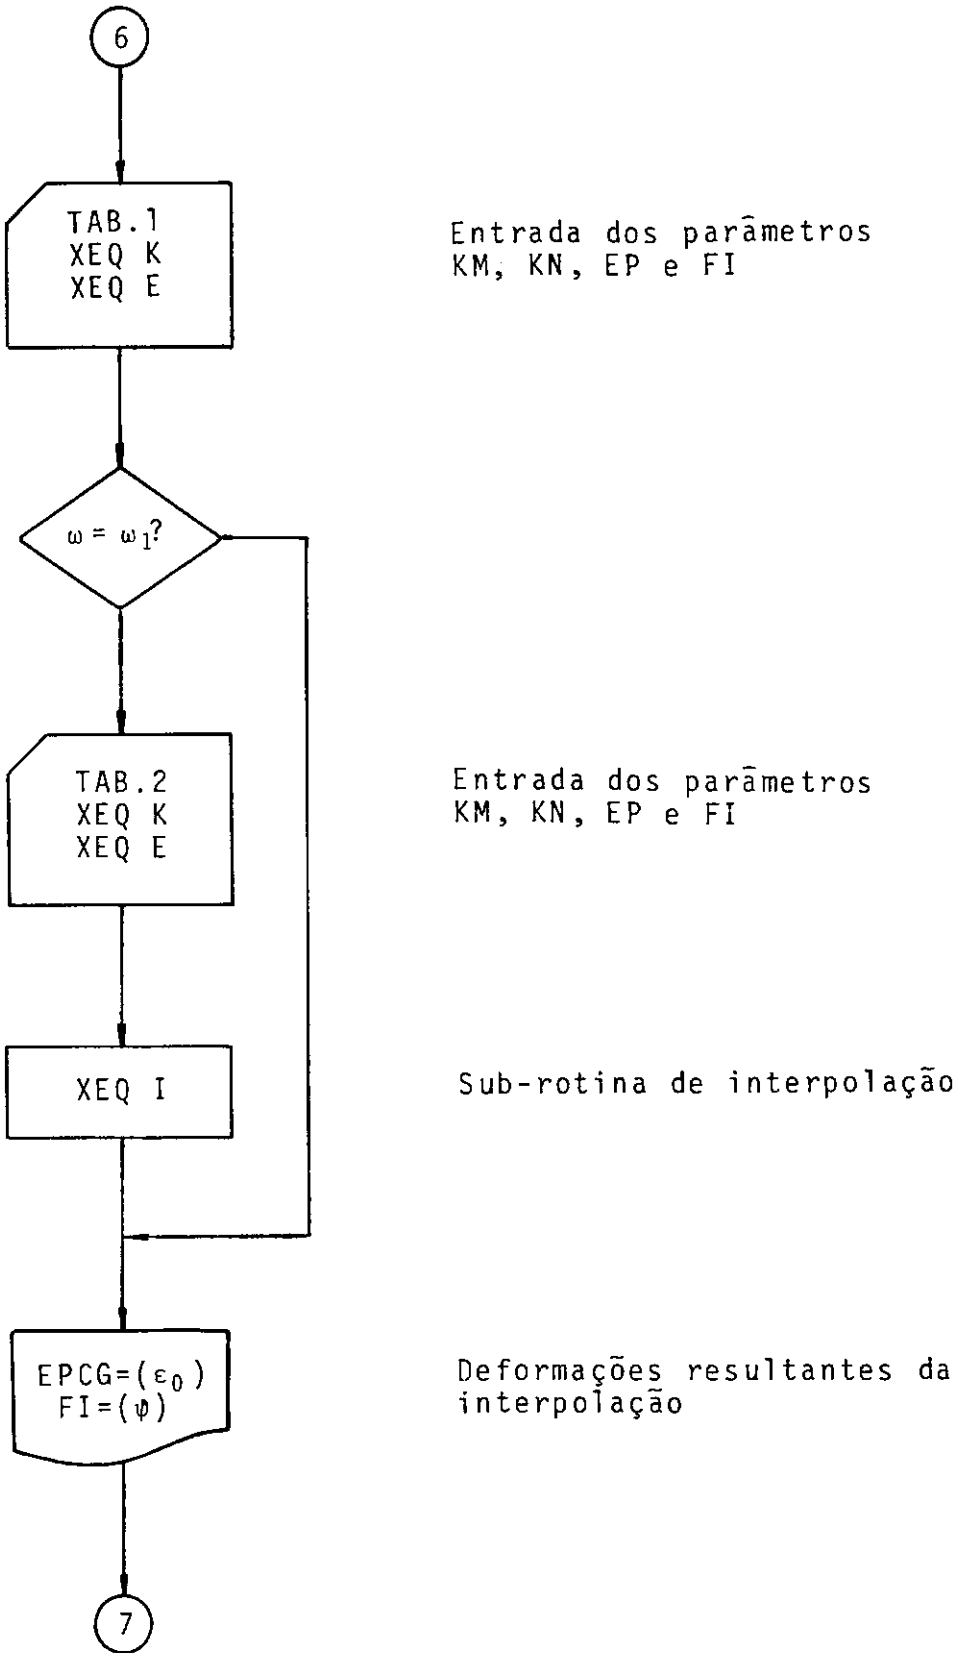 6
TAB.1
XEQ K
XEQ E
Entrada dos parâmetros
KM, KN, EP e FI
ω = ω1?
TAB.2
XEQ K
XEQ E
Entrada dos parâmetros
KM, KN, EP e FI
XEQ I
Sub-rotina de interpolação
EPCG=(ε0)
FI=(ψ)
Deformações resultantes da
interpolação
7